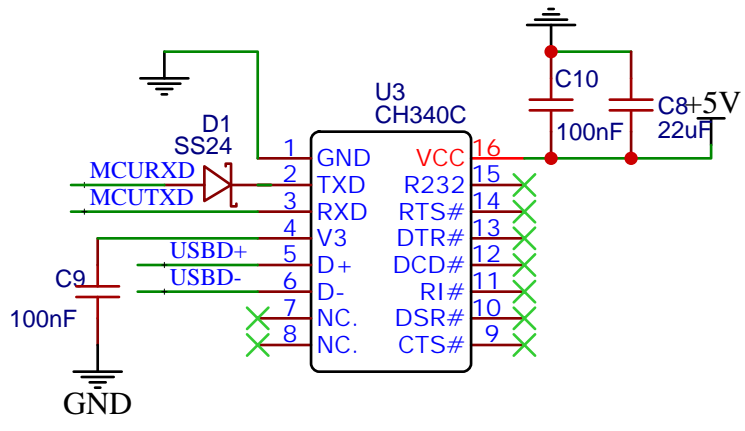 U3
CH340C
D1
SS24
MCURXD
MCUTXD
USBD+
USBD-
C9
100nF
GND
1 GND
2 TXD
3 RXD
4 V3
5 D+
6 D-
7 NC.
8 NC.
VCC 16
R232 15
RTS# 14
DTR# 13
DCD# 12
RI# 11
DSR# 10
CTS# 9
C10
100nF
C8
22uF
+5V